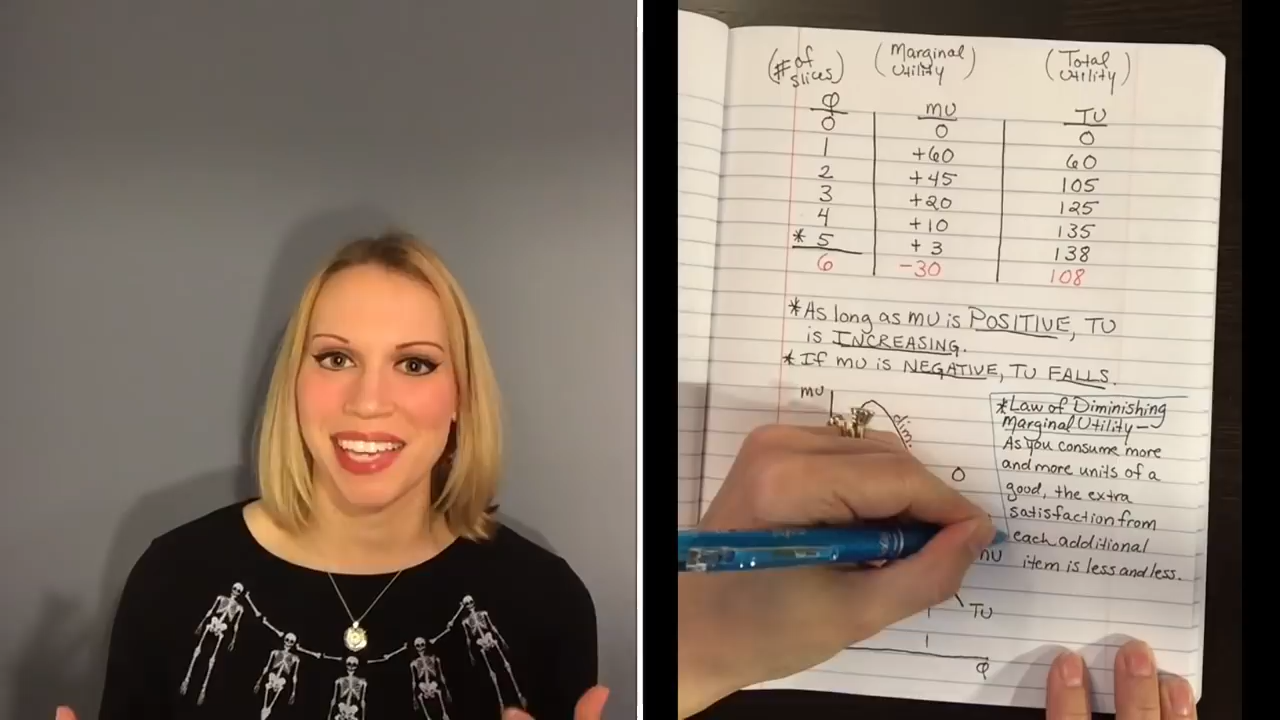 (# of slices) (Marginal Utility) (Total Utility)
Q MU TU
0 0 0
1 +60 60
2 +45 105
3 +20 125
4 +10 135
* 5 +3 138
6 -30 108
* As long as MU is POSITIVE, TU
is INCREASING.
* If MU is NEGATIVE, TU FALLS.
MU
dim.
0
MU
TU
Q
* Law of Diminishing
Marginal Utility-
As you consume more
and more units of a
good, the extra
satisfaction from
each additional
item is less and less.